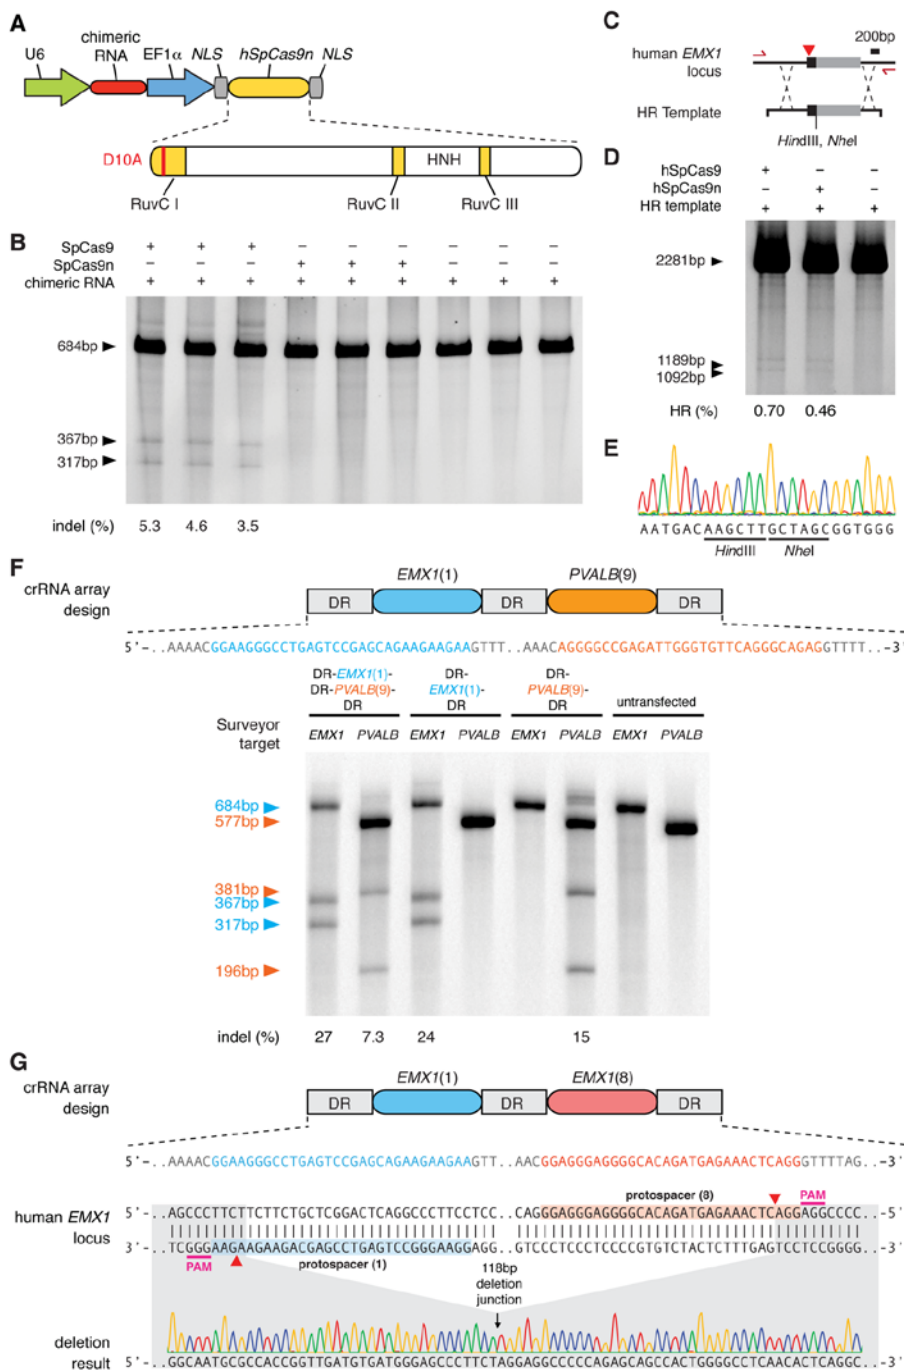 A
U6
chimeric
RNA
EF1α
NLS
hSpCas9n
NLS
D10A
HNH
RuvC I
RuvC II
RuvC III
B
SpCas9 + + + – – – – – –
SpCas9n – – – + + + – – –
chimeric RNA + + + + + + + + +
684bp
367bp
317bp
indel (%) 5.3 4.6 3.5
C
200bp
human EMX1
locus
HR Template
HindIII, NheI
D
hSpCas9 + – –
hSpCas9n – + –
HR template + + +
2281bp
1189bp
1092bp
HR (%) 0.70 0.46
E
AATGACAAGCTTGCTAGCGGTGGG
HindIII NheI
F
EMX1(1) PVALB(9)
crRNA array
design
DR DR DR
5'-..AAAACGGAAGGGCCTGAGTCCGAGCAGAAGAAGAAGTTT..AAACAGGGGCCGAGATTGGGTGTTCAGGGCAGAGGTTTT..-3'
DR-EMX1(1)-
DR-PVALB(9)-
DR
DR-
EMX1(1)-
DR
DR-
PVALB(9)-
DR
untransfected
Surveyor
target
EMX1 PVALB EMX1 PVALB EMX1 PVALB EMX1 PVALB
684bp
577bp
381bp
367bp
317bp
196bp
indel (%) 27 7.3 24 15
G
EMX1(1) EMX1(8)
crRNA array
design
DR DR DR
5'-..AAAACGGAAGGGCCTGAGTCCGAGCAGAAGAAGAAGTT..AACGGAGGGAGGGGCACAGATGAGAAACTCAGGGTTTTAG..-3'
protospacer (8)
PAM
human EMX1
locus
5'-..AGCCCTTCTTCTTCTGCTCGGACTCAGGCCCTTCCTCC..CAGGGAGGGAGGGGCACAGATGAGAAACTCAGGAGGCCCC..-5'
3'-..TCGGGAAGAAGAAGACGAGCCTGAGTCCGGGAAGGAGG..GTCCCTCCCTCCCCGTGTCTACTCTTTGAGTCCTCCGGGG..-3'
PAM
protospacer (1)
118bp
deletion
junction
deletion
result
5'-..GGCAATGCGCCACCGGTTGATGTGATGGGAGCCCTTCTAGGAGGCCCCCAGAGCAGCCACTGGGGCCTCAACACTCAGGC..-3'